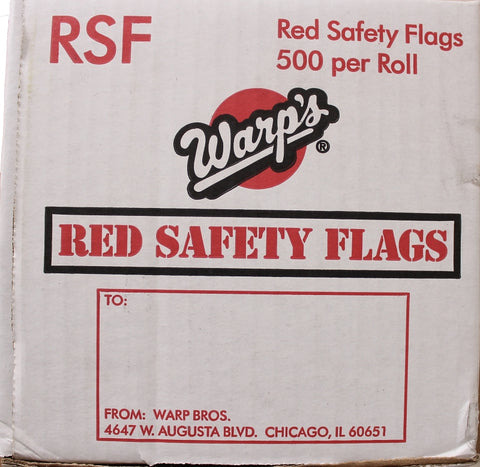 RSF
Red Safety Flags
500 per Roll
Warp's®
RED SAFETY FLAGS
TO:
FROM: WARP BROS.
4647 W. AUGUSTA BLVD. CHICAGO, IL 60651